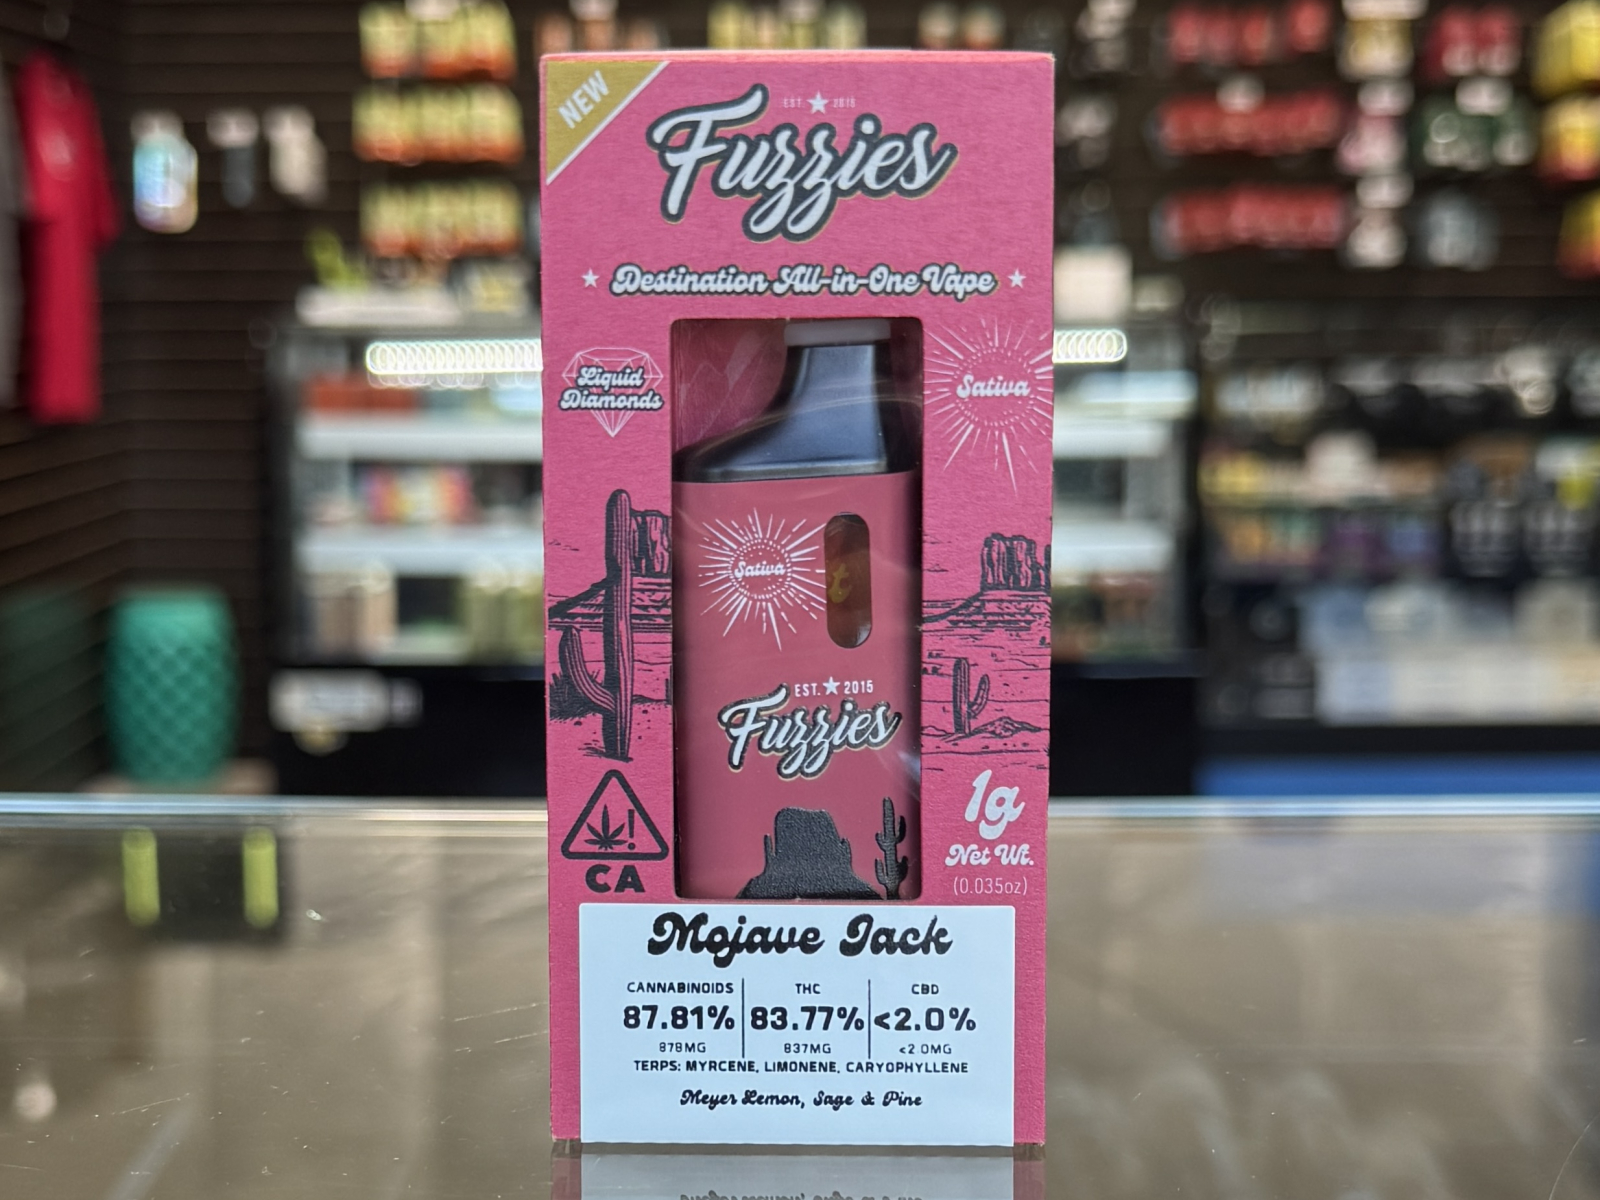 NEW
EST. ★ 2015
Fuzzies
★ Destination All-in-One Vape ★
Liquid
Diamonds
Sativa
Sativa
EST. ★ 2015
Fuzzies
CA
1g
Net Wt.
(0.035oz)
Mojave Jack
CANNABINOIDS THC CBD
87.81% 83.77% <2.0%
878MG 837MG <2.0MG
TERPS: MYRCENE, LIMONENE, CARYOPHYLLENE
Meyer Lemon, Sage & Pine